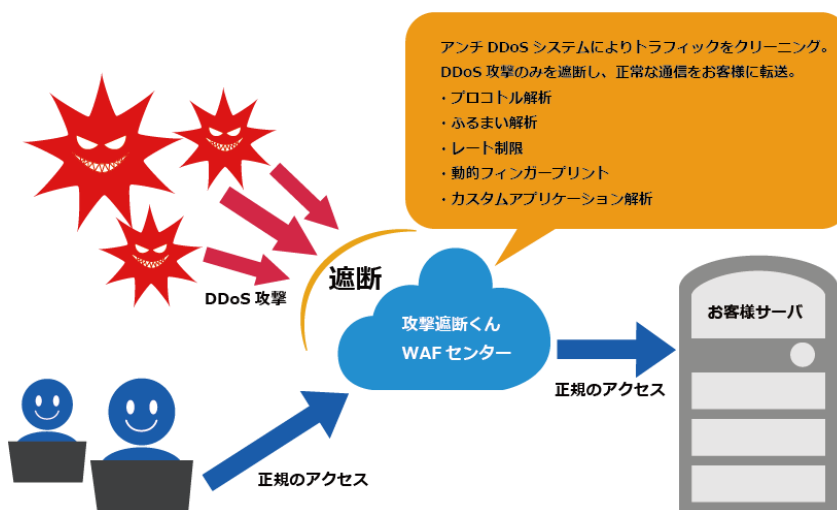 アンチ DDoS システムによりトラフィックをクリーニング。
DDoS 攻撃のみを遮断し、正常な通信をお客様に転送。
・プロコトル解析
・ふるまい解析
・レート制限
・動的フィンガープリント
・カスタムアプリケーション解析
遮断
DDoS 攻撃
攻撃遮断くん
WAF センター
お客様サーバ
正規のアクセス
正規のアクセス